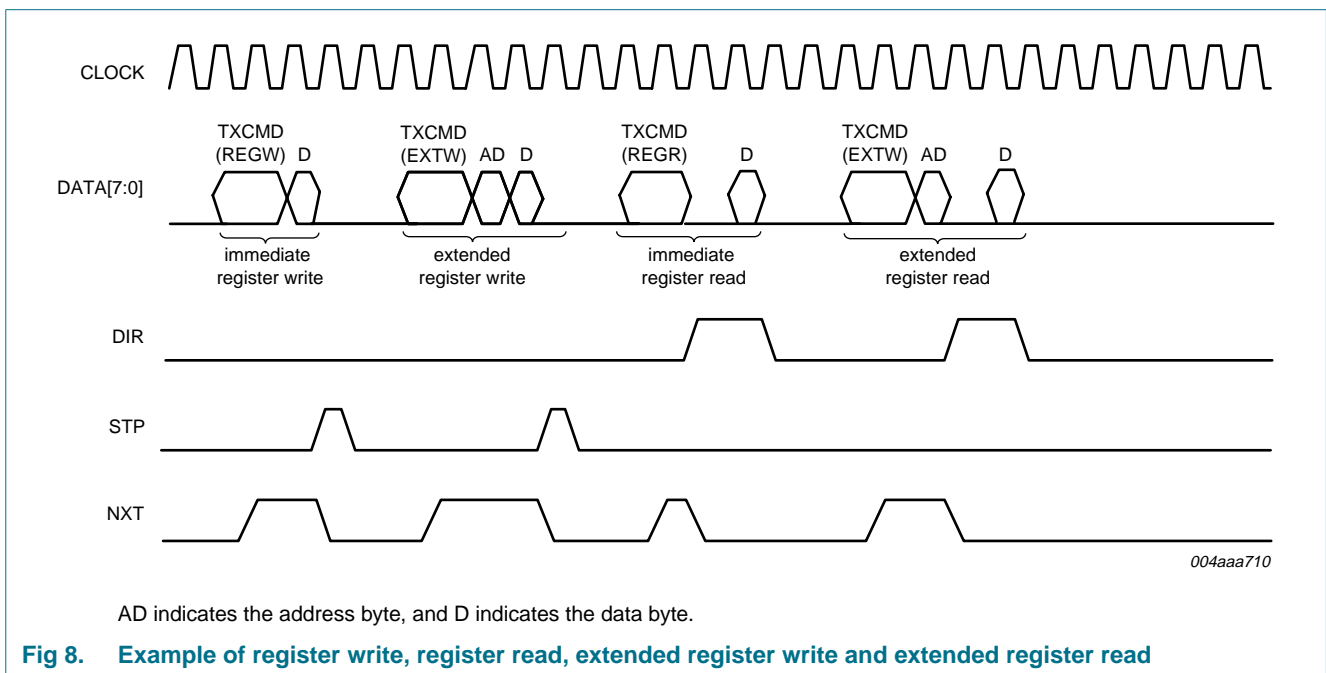 CLOCK
TXCMD
(REGW) D
TXCMD
(EXTW) AD D
TXCMD
(REGR) D
TXCMD
(EXTW) AD D
DATA[7:0]
immediate
register write
extended
register write
immediate
register read
extended
register read
DIR
STP
NXT
004aaa710
AD indicates the address byte, and D indicates the data byte.
Fig 8. Example of register write, register read, extended register write and extended register read